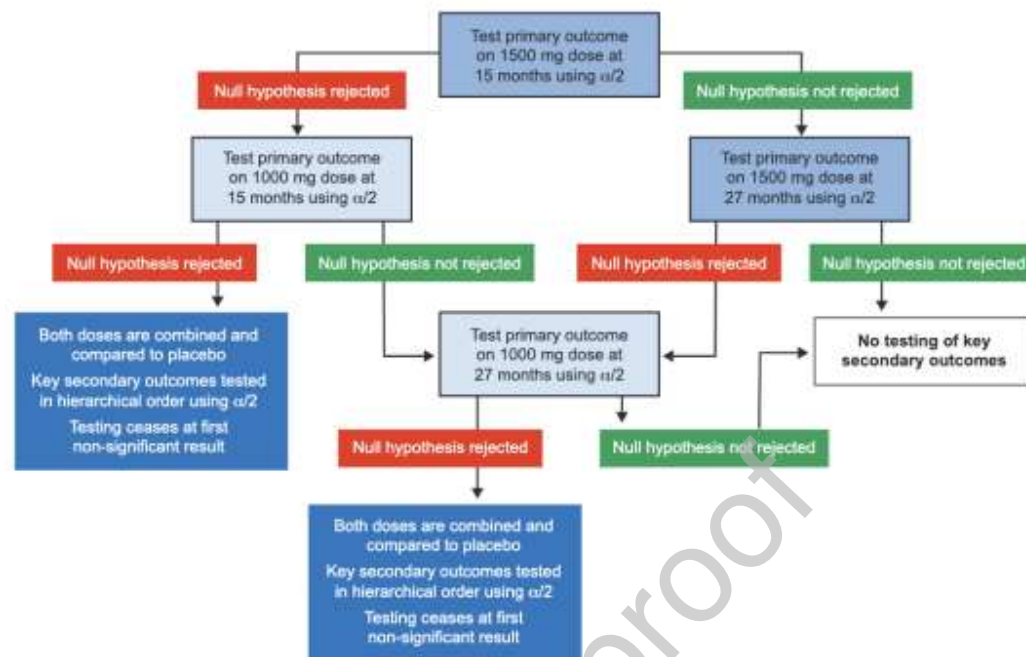 Test primary outcome
on 1500 mg dose at
15 months using α/2
Null hypothesis rejected
Null hypothesis not rejected
Test primary outcome
on 1000 mg dose at
15 months using α/2
Test primary outcome
on 1500 mg dose at
27 months using α/2
Null hypothesis rejected
Null hypothesis not rejected
Null hypothesis rejected
Null hypothesis not rejected
Both doses are combined and
compared to placebo
Key secondary outcomes tested
in hierarchical order using α/2
Testing ceases at first
non-significant result
Test primary outcome
on 1000 mg dose at
27 months using α/2
No testing of key
secondary outcomes
Null hypothesis rejected
Null hypothesis not rejected
Both doses are combined and
compared to placebo
Key secondary outcomes tested
in hierarchical order using α/2
Testing ceases at first
non-significant result
proof